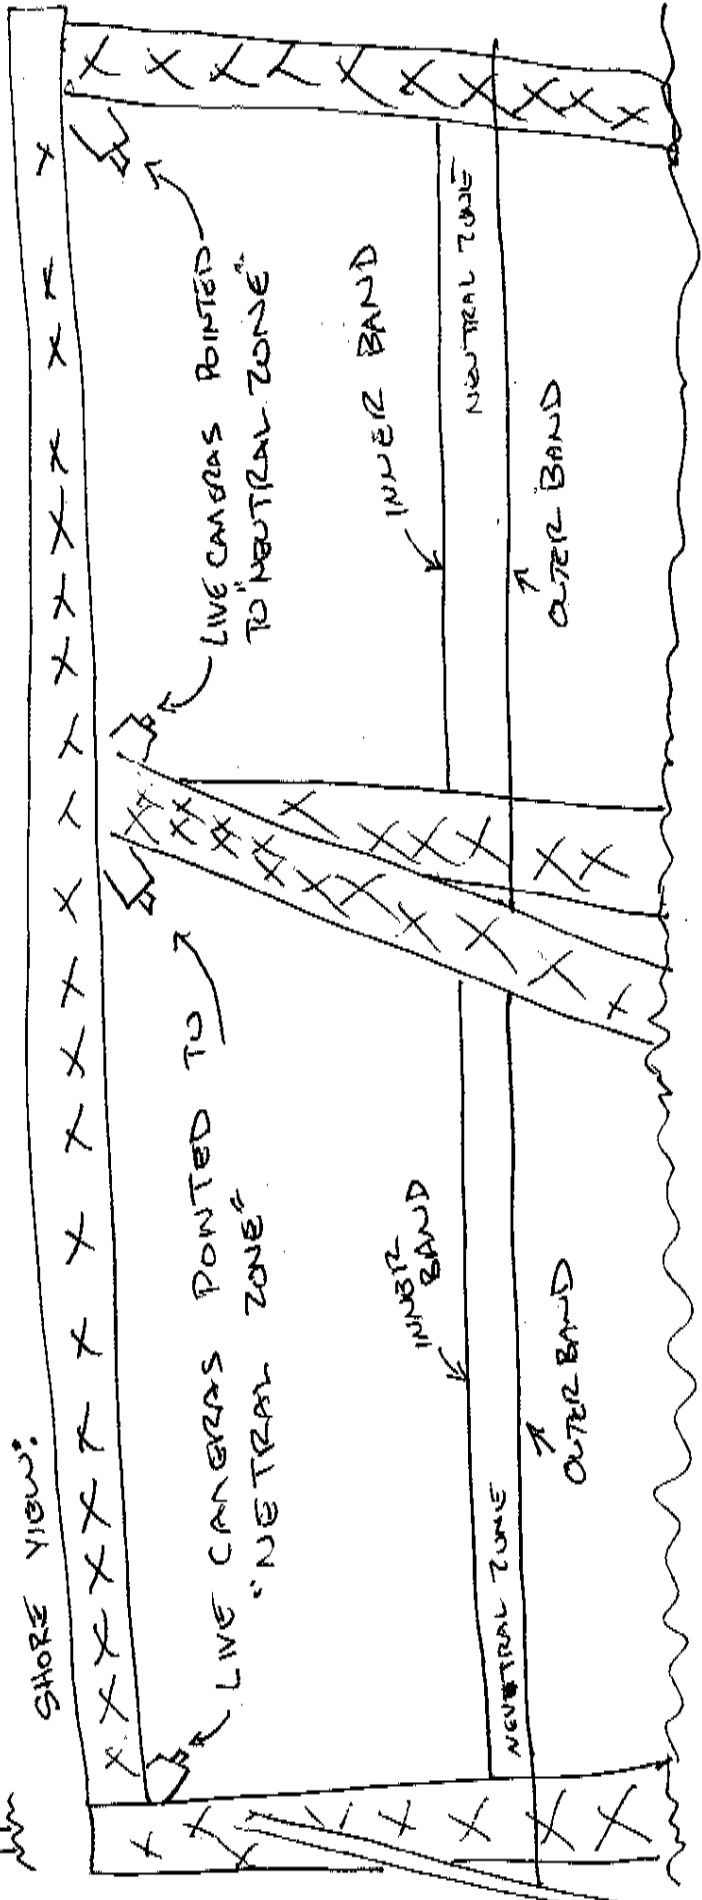 SHORE VIEW:
LIVE CAMERAS POINTED TO
"NETRAL ZONE"
LIVE CAMERAS POINTED
TO "NEUTRAL ZONE"
INNER
BAND
INNER BAND
NEUTRAL ZONE
NEUTRAL ZONE
OUTER BAND
OUTER BAND